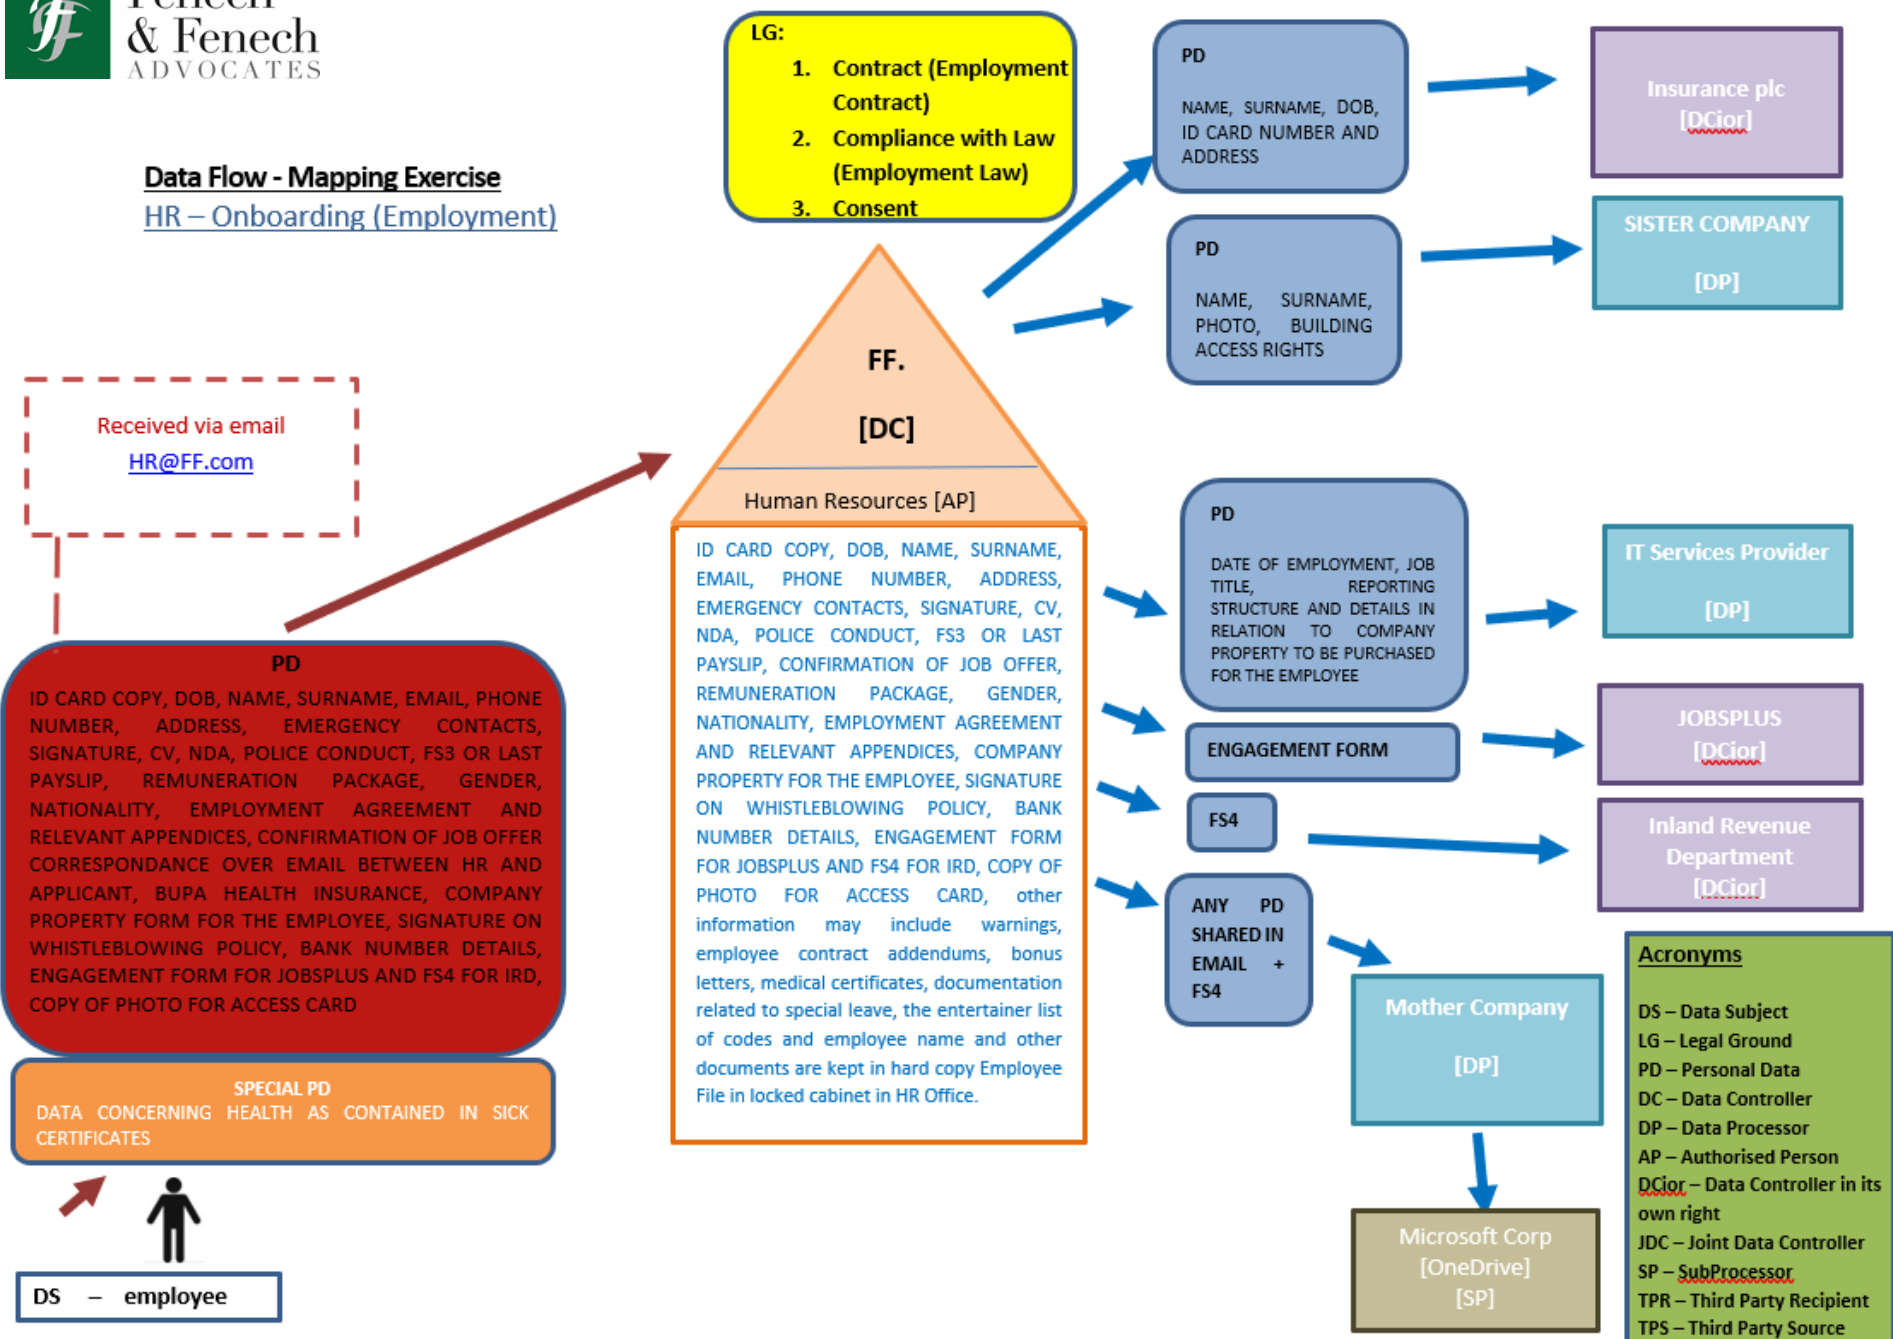 Fenech
& Fenech
ADVOCATES
Data Flow - Mapping Exercise
HR – Onboarding (Employment)
LG:
1. Contract (Employment
Contract)
2. Compliance with Law
(Employment Law)
3. Consent
PD
NAME, SURNAME, DOB,
ID CARD NUMBER AND
ADDRESS
Insurance plc
[DCior]
PD
NAME, SURNAME,
PHOTO, BUILDING
ACCESS RIGHTS
SISTER COMPANY
[DP]
Received via email
HR@FF.com
FF.
[DC]
Human Resources [AP]
ID CARD COPY, DOB, NAME, SURNAME,
EMAIL, PHONE NUMBER, ADDRESS,
EMERGENCY CONTACTS, SIGNATURE, CV,
NDA, POLICE CONDUCT, FS3 OR LAST
PAYSLIP, CONFIRMATION OF JOB OFFER,
REMUNERATION PACKAGE, GENDER,
NATIONALITY, EMPLOYMENT AGREEMENT
AND RELEVANT APPENDICES, COMPANY
PROPERTY FOR THE EMPLOYEE, SIGNATURE
ON WHISTLEBLOWING POLICY, BANK
NUMBER DETAILS, ENGAGEMENT FORM
FOR JOBSPLUS AND FS4 FOR IRD, COPY OF
PHOTO FOR ACCESS CARD, other
information may include warnings,
employee contract addendums, bonus
letters, medical certificates, documentation
related to special leave, the entertainer list
of codes and employee name and other
documents are kept in hard copy Employee
File in locked cabinet in HR Office.
PD
ID CARD COPY, DOB, NAME, SURNAME, EMAIL, PHONE
NUMBER, ADDRESS, EMERGENCY CONTACTS,
SIGNATURE, CV, NDA, POLICE CONDUCT, FS3 OR LAST
PAYSLIP, REMUNERATION PACKAGE, GENDER,
NATIONALITY, EMPLOYMENT AGREEMENT AND
RELEVANT APPENDICES, CONFIRMATION OF JOB OFFER
CORRESPONDANCE OVER EMAIL BETWEEN HR AND
APPLICANT, BUPA HEALTH INSURANCE, COMPANY
PROPERTY FORM FOR THE EMPLOYEE, SIGNATURE ON
WHISTLEBLOWING POLICY, BANK NUMBER DETAILS,
ENGAGEMENT FORM FOR JOBSPLUS AND FS4 FOR IRD,
COPY OF PHOTO FOR ACCESS CARD
SPECIAL PD
DATA CONCERNING HEALTH AS CONTAINED IN SICK
CERTIFICATES
DS – employee
PD
DATE OF EMPLOYMENT, JOB
TITLE, REPORTING
STRUCTURE AND DETAILS IN
RELATION TO COMPANY
PROPERTY TO BE PURCHASED
FOR THE EMPLOYEE
IT Services Provider
[DP]
ENGAGEMENT FORM
JOBSPLUS
[DCior]
FS4
Inland Revenue
Department
[DCior]
ANY PD
SHARED IN
EMAIL +
FS4
Mother Company
[DP]
Microsoft Corp
[OneDrive]
[SP]
Acronyms
DS – Data Subject
LG – Legal Ground
PD – Personal Data
DC – Data Controller
DP – Data Processor
AP – Authorised Person
DCior – Data Controller in its
own right
JDC – Joint Data Controller
SP – SubProcessor
TPR – Third Party Recipient
TPS – Third Party Source